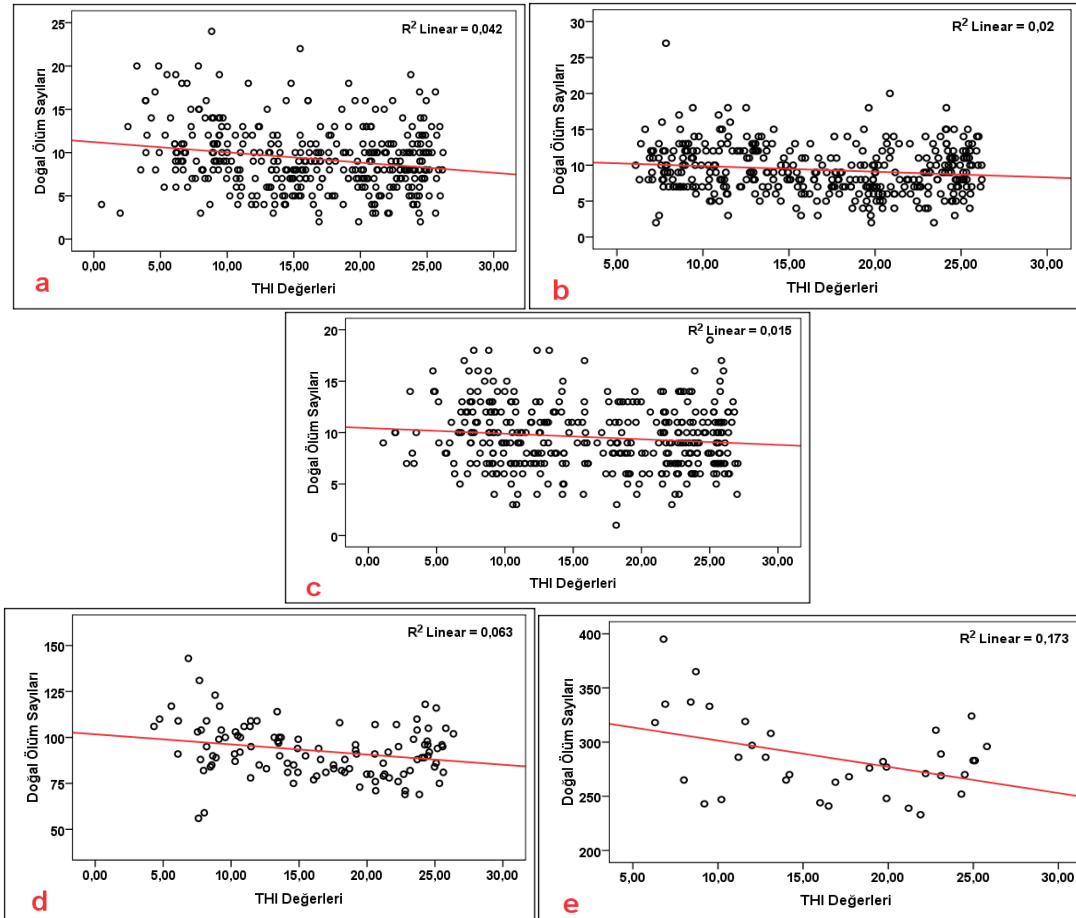 R² Linear = 0,042
Doğal Ölüm Sayıları
25
20
15
10
5
0
0,00 5,00 10,00 15,00 20,00 25,00 30,00
THI Değerleri
a
R² Linear = 0,02
Doğal Ölüm Sayıları
30
20
10
0
5,00 10,00 15,00 20,00 25,00 30,00
THI Değerleri
b
R² Linear = 0,015
Doğal Ölüm Sayıları
20
15
10
5
0
0,00 5,00 10,00 15,00 20,00 25,00 30,00
THI Değerleri
c
R² Linear = 0,063
Doğal Ölüm Sayıları
150
125
100
75
50
0,00 5,00 10,00 15,00 20,00 25,00 30,00
THI Değerleri
d
R² Linear = 0,173
Doğal Ölüm Sayıları
400
350
300
250
200
5,00 10,00 15,00 20,00 25,00 30,00
THI Değerleri
e